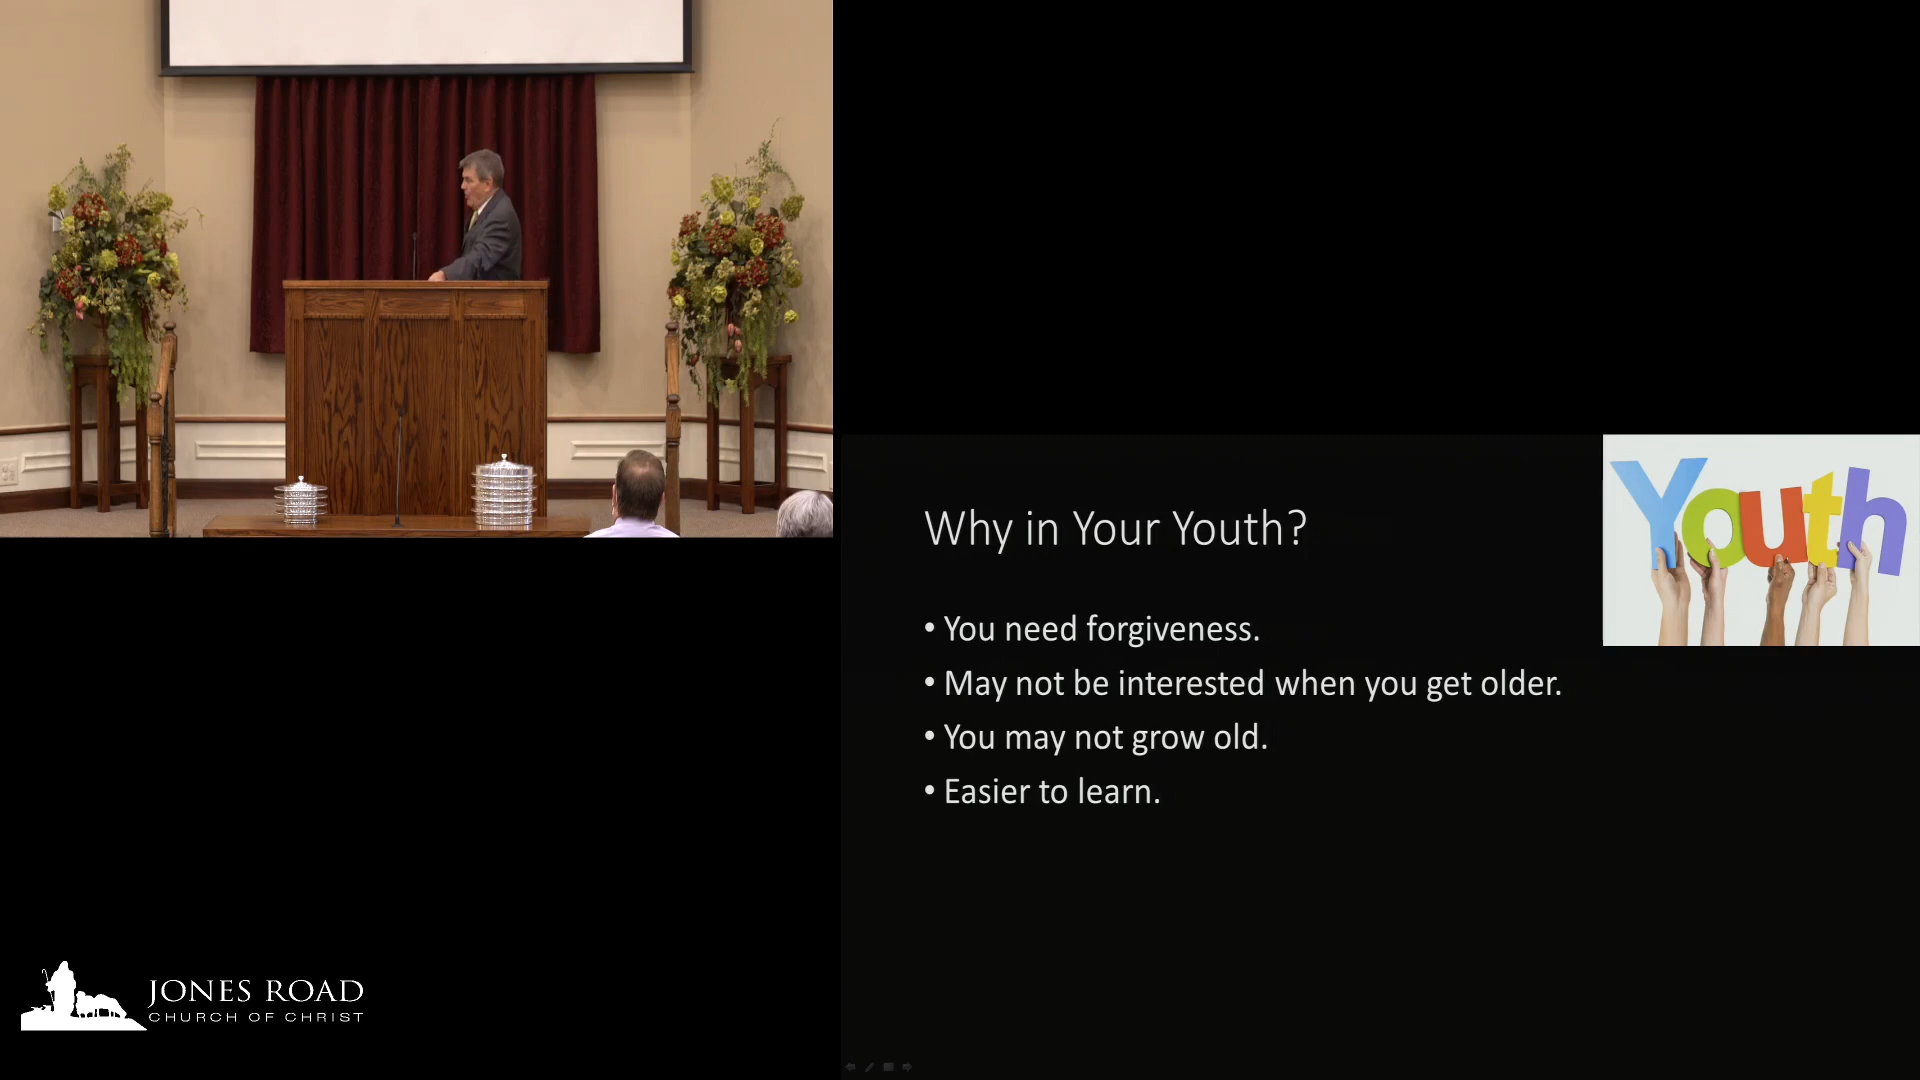 Why in Your Youth?
• You need forgiveness.
• May not be interested when you get older.
• You may not grow old.
• Easier to learn.
Youth
JONES ROAD
CHURCH OF CHRIST